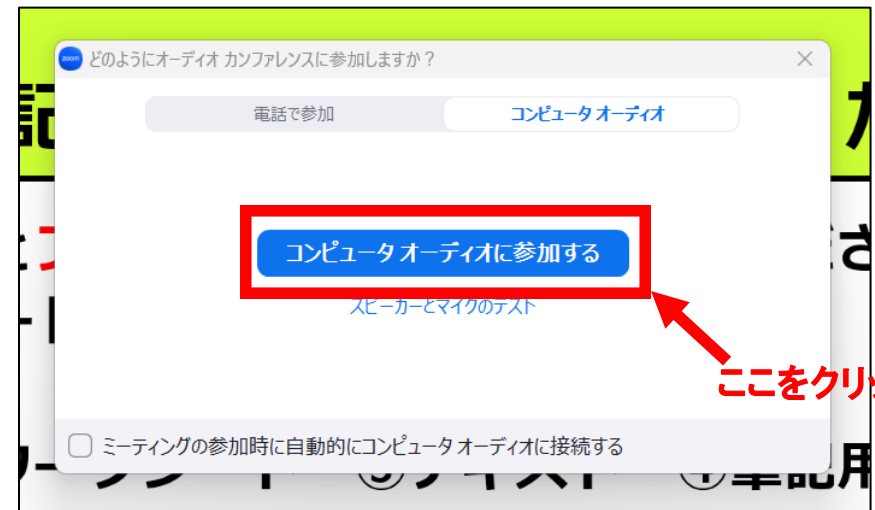 zoom どのようにオーディオ カンファレンスに参加しますか？
電話で参加 コンピュータ オーディオ
コンピュータ オーディオに参加する
スピーカーとマイクのテスト
ここをクリッ
ミーティングの参加時に自動的にコンピュータ オーディオに接続する